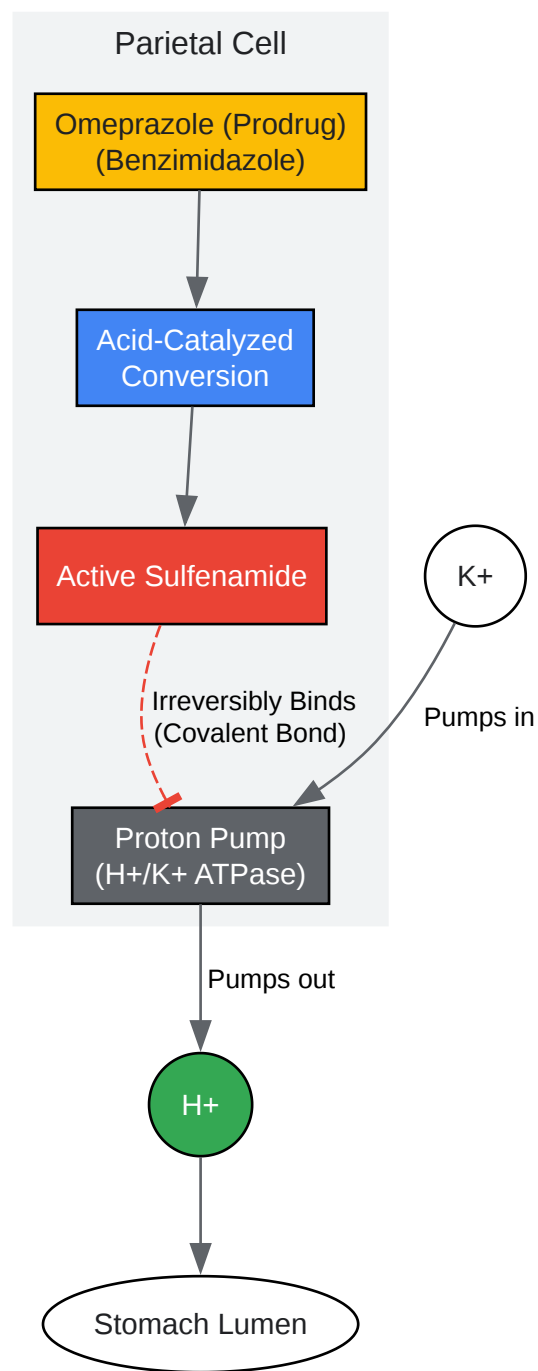 Parietal Cell
Omeprazole (Prodrug)
(Benzimidazole)
Acid-Catalyzed
Conversion
Active Sulfenamide
K+
Irreversibly Binds
(Covalent Bond)
Pumps in
Proton Pump
(H+/K+ ATPase)
Pumps out
H+
Stomach Lumen